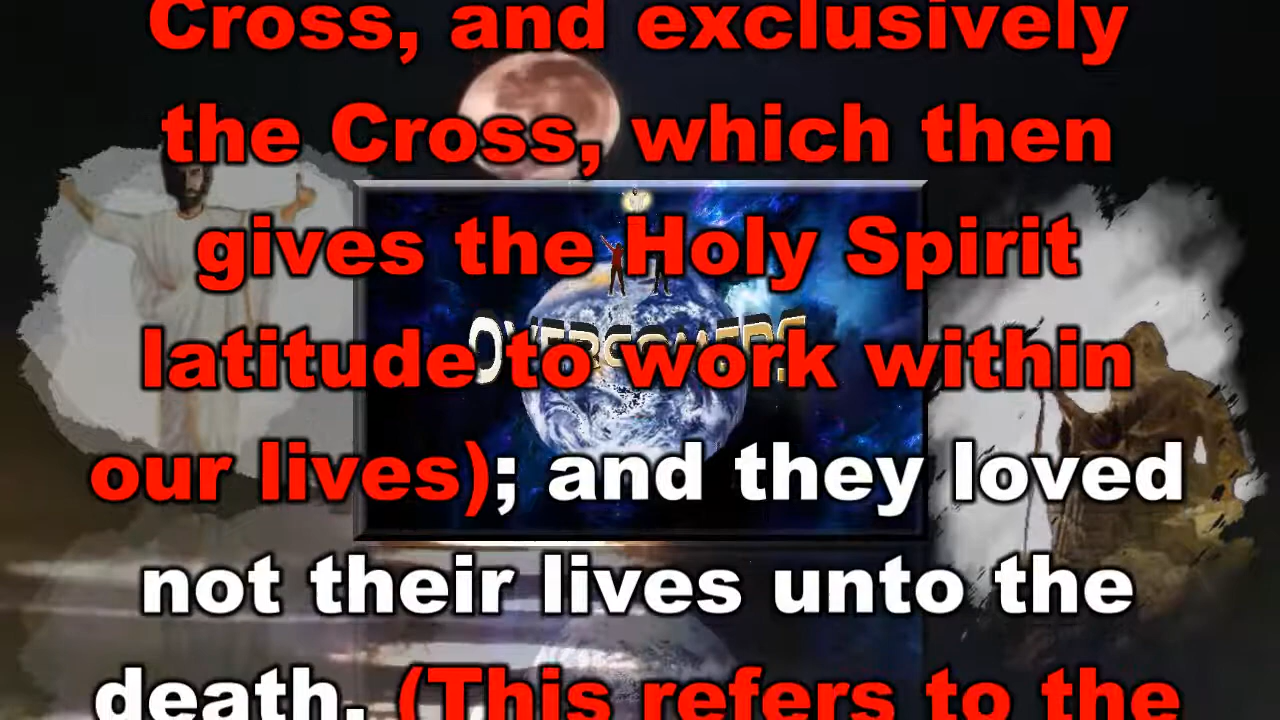 Cross, and exclusively
the Cross, which then
gives the Holy Spirit
latitude to work within
our lives); and they loved
not their lives unto the
death. (This refers to the
OVERCOMERS